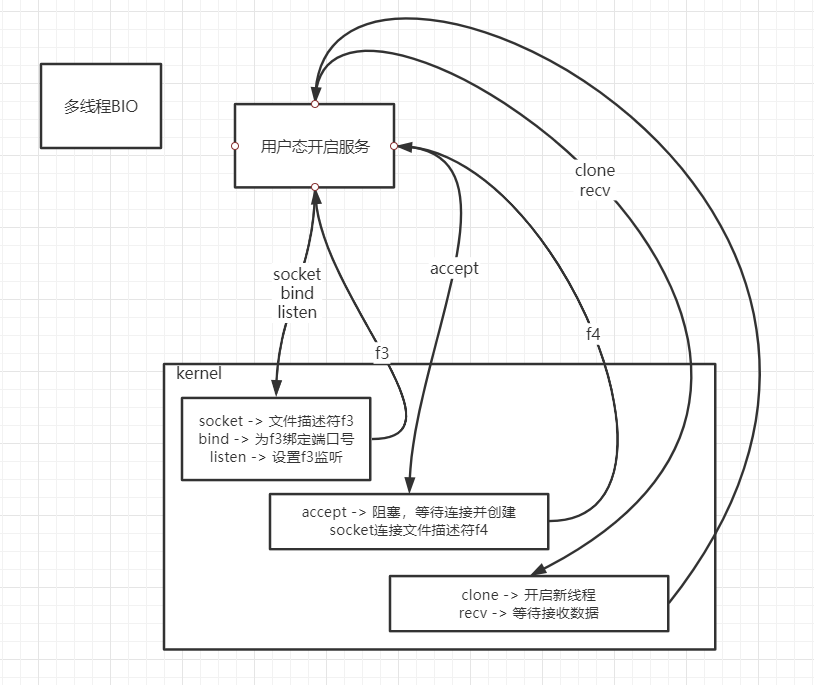 多线程BIO
用户态开启服务
clone
recv
socket
bind
listen
accept
f3
f4
kernel
socket -> 文件描述符f3
bind -> 为f3绑定端口号
listen -> 设置f3监听
accept -> 阻塞，等待连接并创建
socket连接文件描述符f4
clone -> 开启新线程
recv -> 等待接收数据